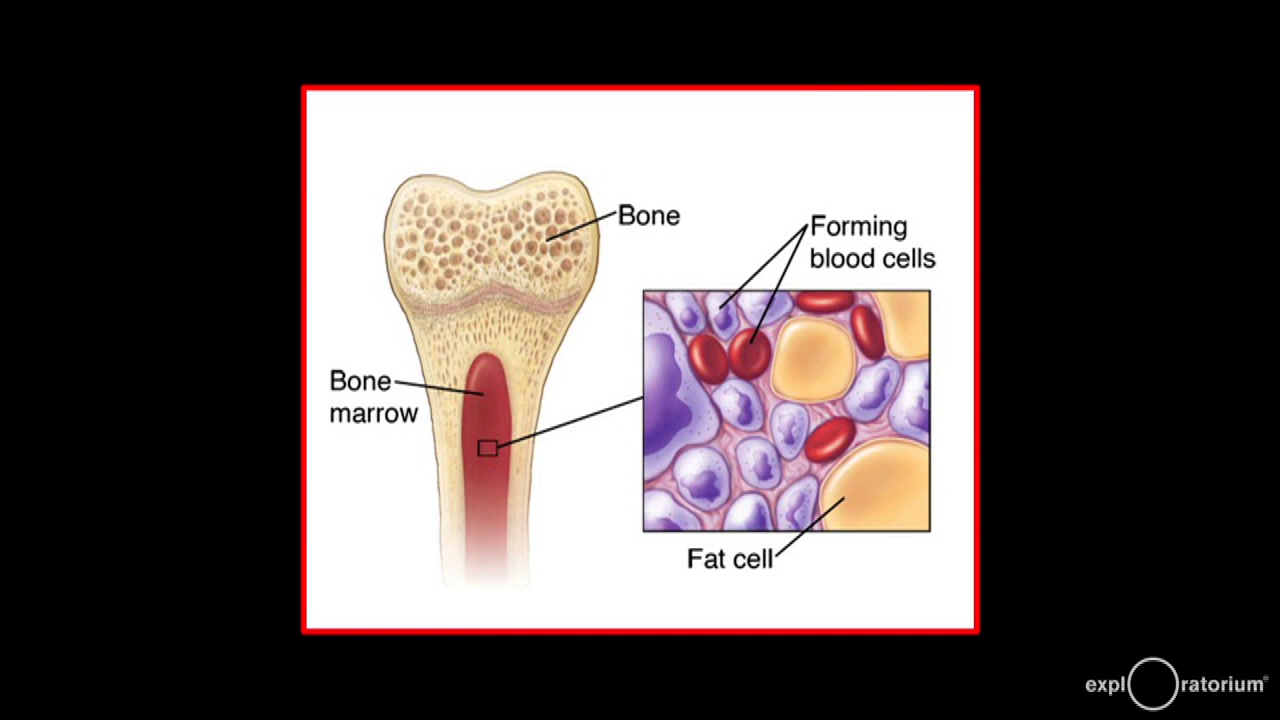 Bone
Forming
blood cells
Bone
marrow
Fat cell
expl ratorium®